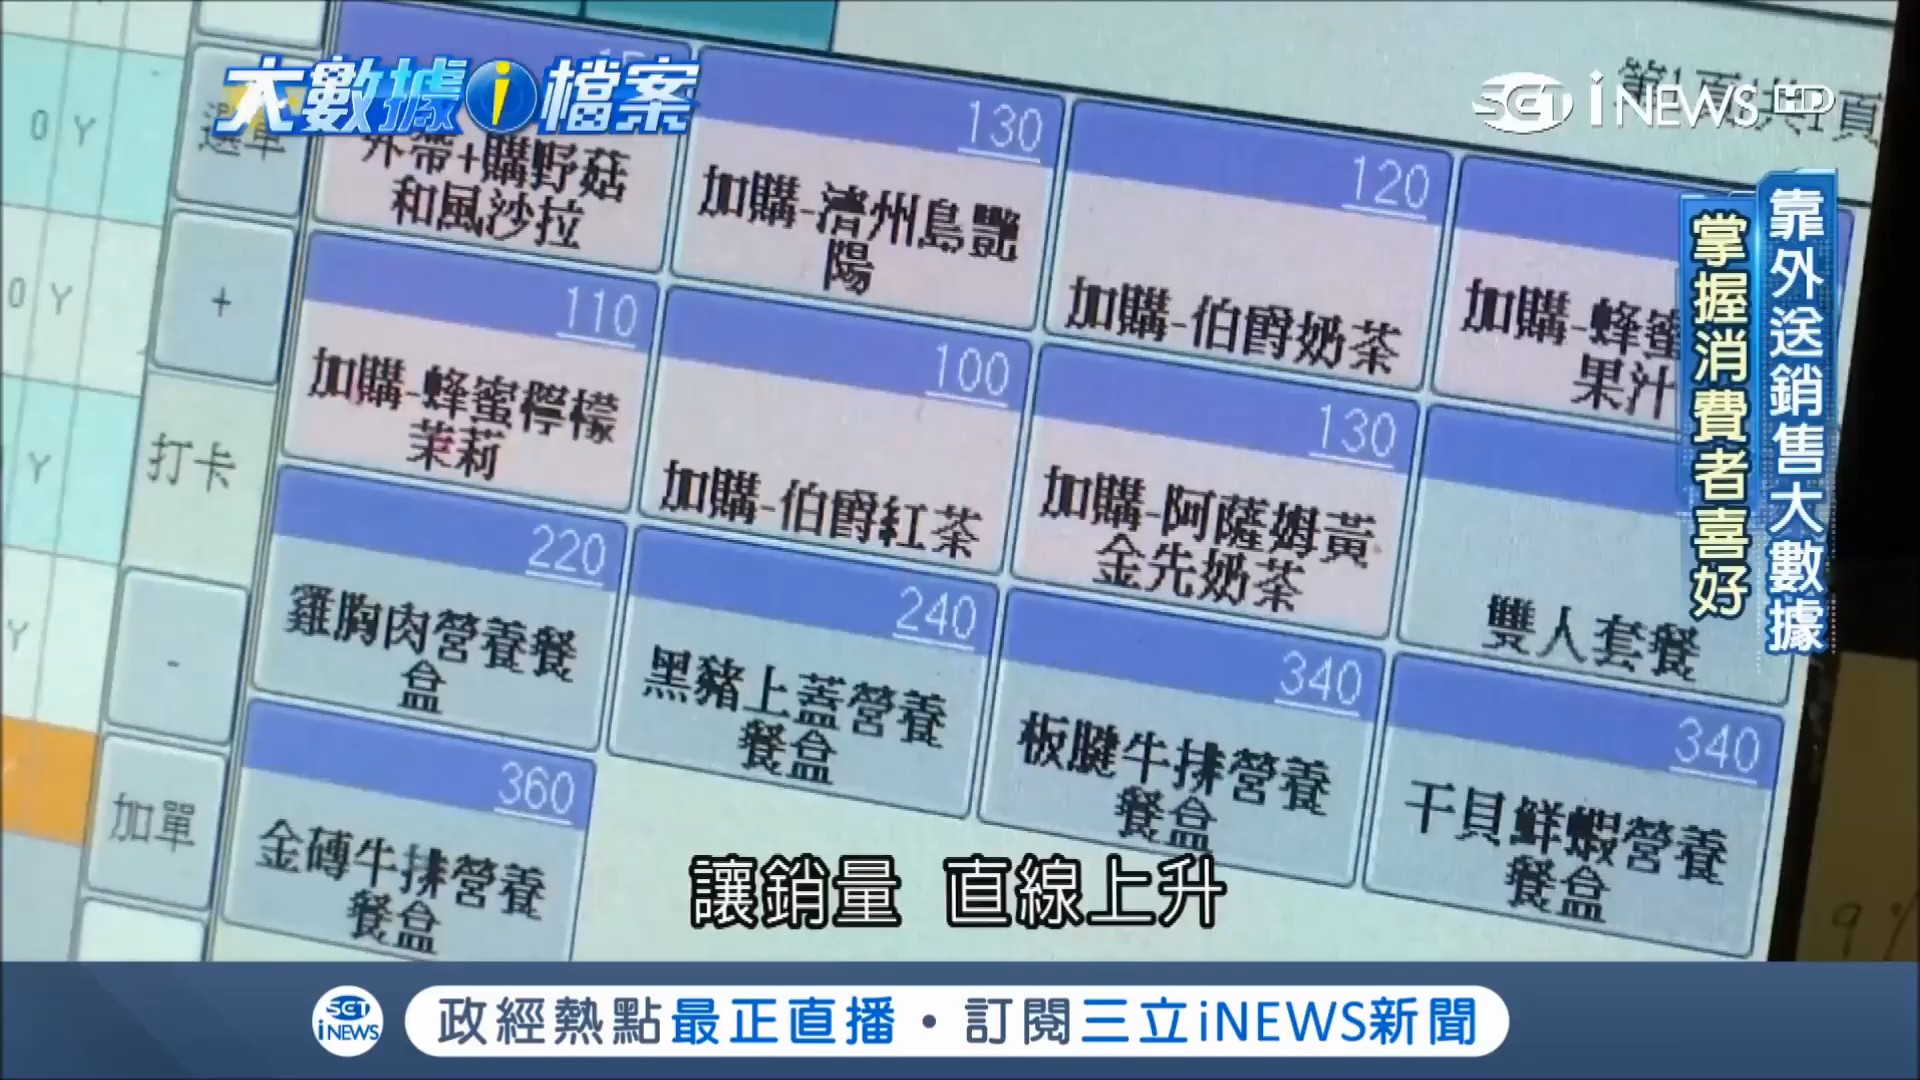 大數據i檔案
SET iNEWS HD
靠外送銷售大數據
掌握消費者喜好
0 Y
選單
外帶+購野菇
和風沙拉
130
加購-濟州島艷
陽
120
加購-伯爵奶茶
加購-蜂蜜
果汁
0 Y
+
110
加購-蜂蜜檸檬
茉莉
100
加購-伯爵紅茶
130
加購-阿薩姆黃
金先奶茶
雙人套餐
Y
打卡
220
雞胸肉營養餐
盒
240
黑豬上蓋營養
餐盒
340
板腱牛排營養
餐盒
340
干貝鮮蝦營養
餐盒
Y
-
360
金磚牛排營養
餐盒
加單
讓銷量 直線上升
SET
iNEWS
政經熱點最正直播·訂閱三立iNEWS新聞